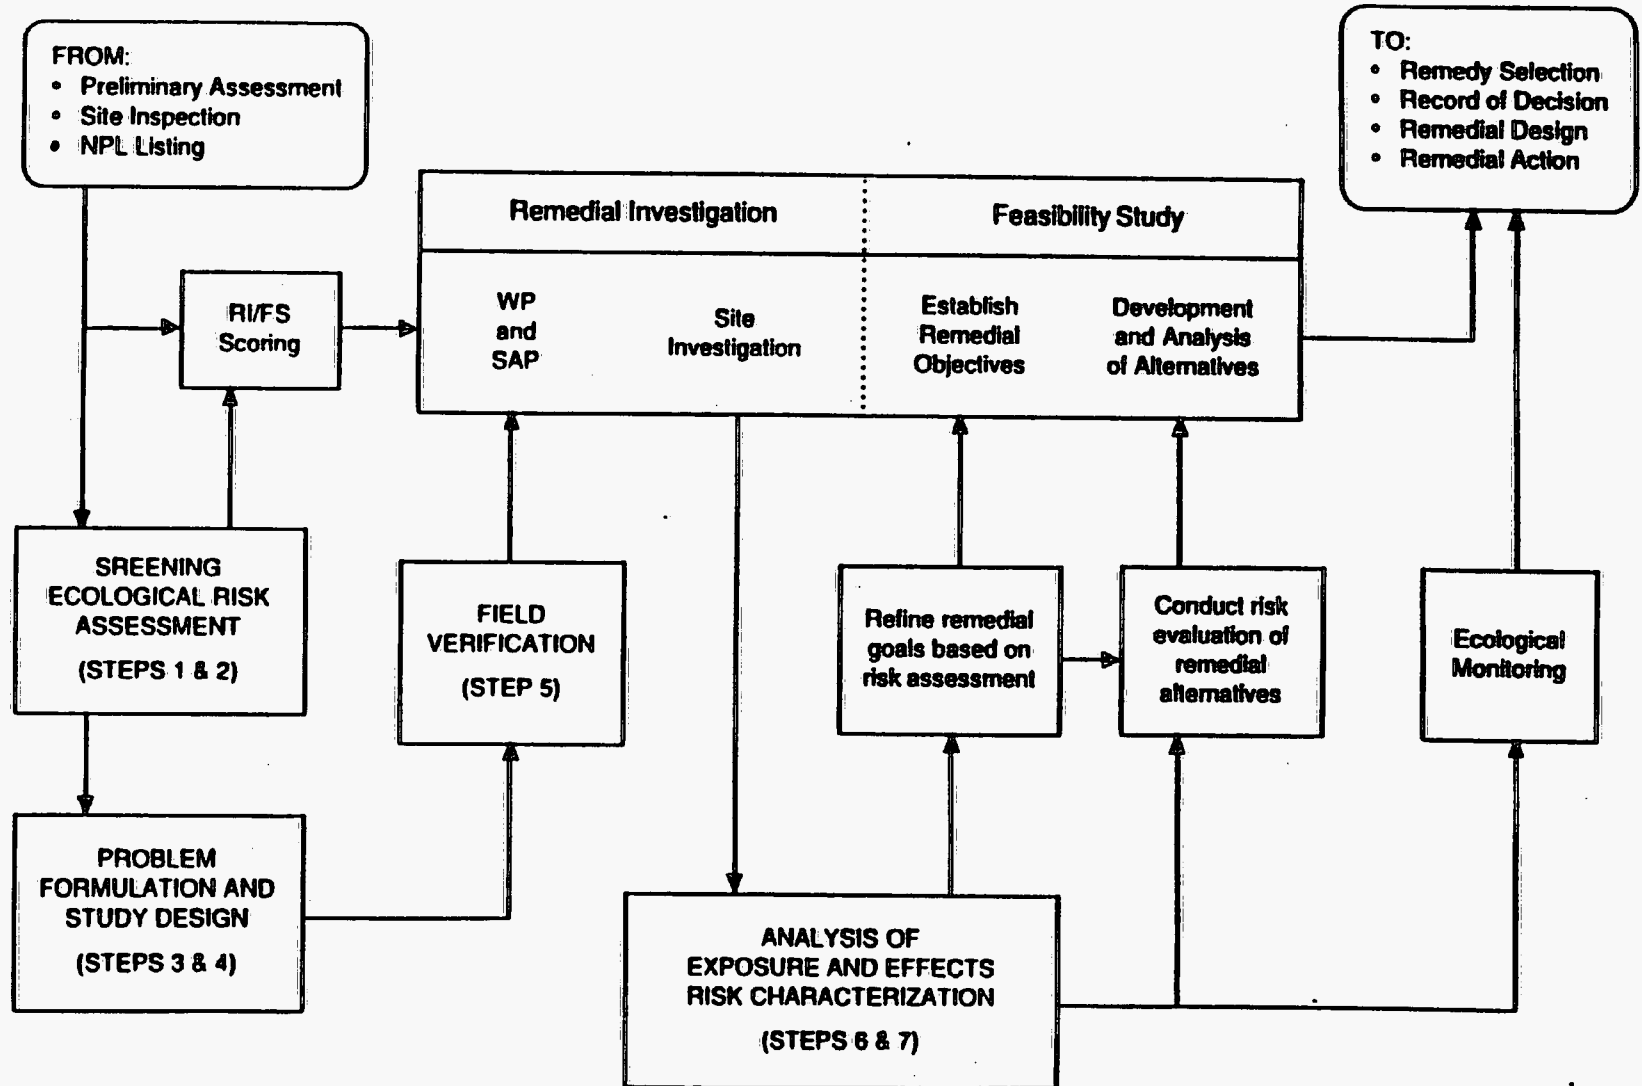 FROM:
• Preliminary Assessment
• Site Inspection
• NPL Listing
TO:
• Remedy Selection
• Record of Decision
• Remedial Design
• Remedial Action
Remedial Investigation
Feasibility Study
RI/FS
Scoring
WP
and
SAP
Site
Investigation
Establish
Remedial
Objectives
Development
and Analysis
of Alternatives
SREENING
ECOLOGICAL RISK
ASSESSMENT
(STEPS 1 & 2)
FIELD
VERIFICATION
(STEP 5)
Refine remedial
goals based on
risk assessment
Conduct risk
evaluation of
remedial
alternatives
Ecological
Monitoring
PROBLEM
FORMULATION AND
STUDY DESIGN
(STEPS 3 & 4)
ANALYSIS OF
EXPOSURE AND EFFECTS
RISK CHARACTERIZATION
(STEPS 6 & 7)